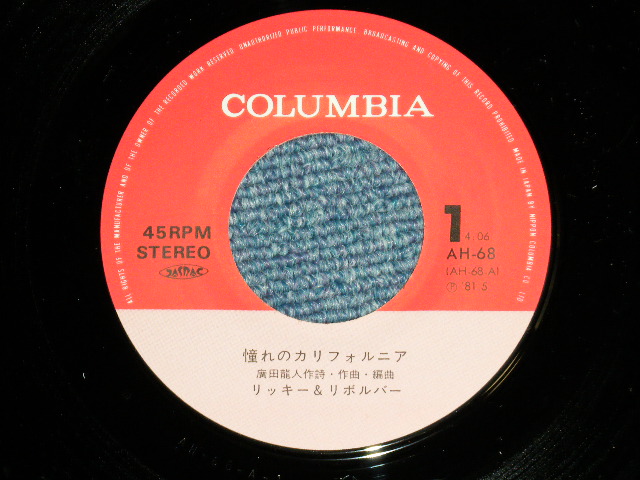 ALL RIGHTS OF THE MANUFACTURER AND OF THE OWNER OF THE RECORDED WORK RESERVED. UNAUTHORIZED PUBLIC PERFORMANCE, BROADCASTING AND COPYING OF THIS RECORD PROHIBITED. MADE IN JAPAN BY NIPPON COLUMBIA CO. LTD.
COLUMBIA
45RPM
STEREO
1
4:06
AH-68
(AH-68-A)
Ⓟ '81.5
憧れのカリフォルニア
廣田龍人作詩・作曲・編曲
リッキー＆リボルバー